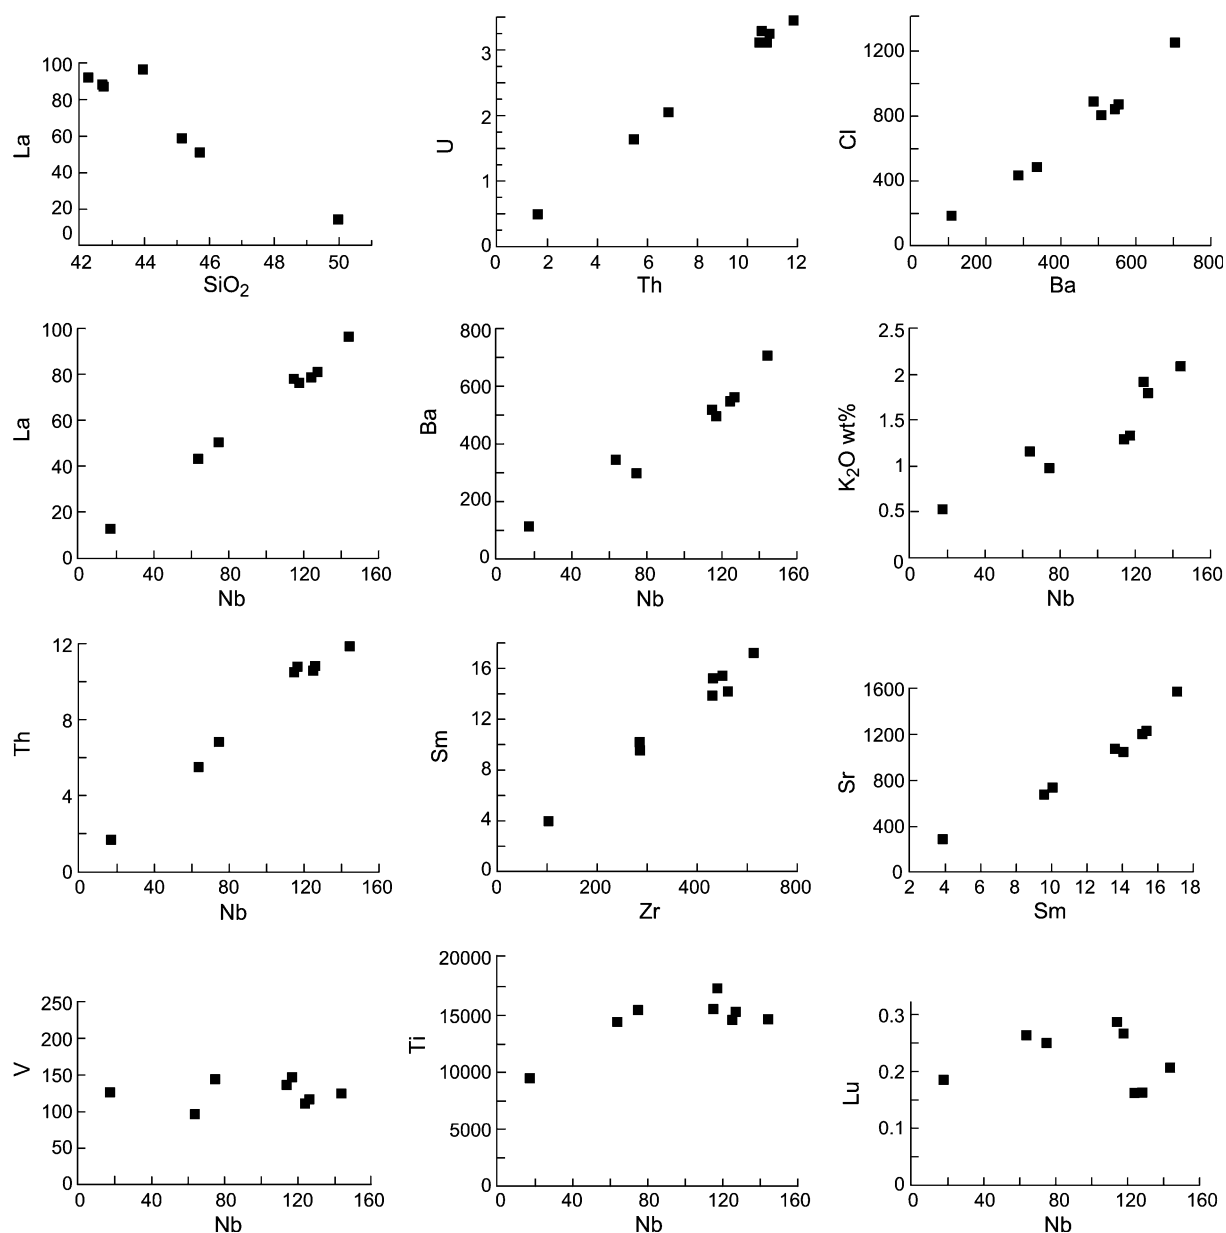 100
80
60
40
20
0
La
42 44 46 48 50
SiO2
3
2
1
0
U
0 2 4 6 8 10 12
Th
1200
800
400
0
Cl
0 200 400 600 800
Ba
100
80
60
40
20
0
La
0 40 80 120 160
Nb
800
600
400
200
0
Ba
0 40 80 120 160
Nb
2.5
2
1.5
1
0.5
0
K2O wt%
0 40 80 120 160
Nb
12
8
4
0
Th
0 40 80 120 160
Nb
16
12
8
4
0
Sm
0 200 400 600 800
Zr
1600
1200
800
400
0
Sr
2 4 6 8 10 12 14 16 18
Sm
250
200
150
100
50
0
V
0 40 80 120 160
Nb
20000
15000
10000
5000
0
Ti
0 40 80 120 160
Nb
0.3
0.2
0.1
0
Lu
0 40 80 120 160
Nb